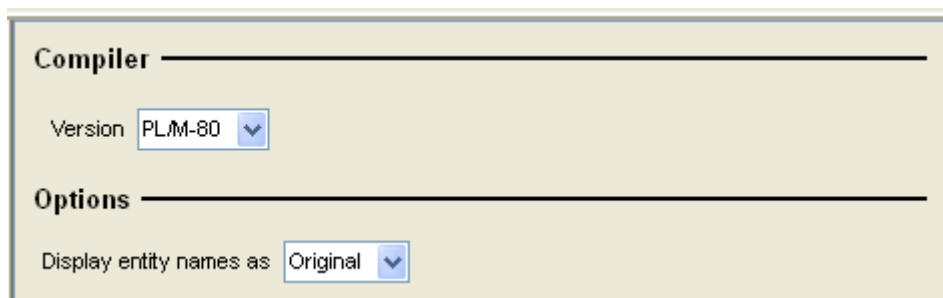 Compiler
Version PL/M-80
Options
Display entity names as Original